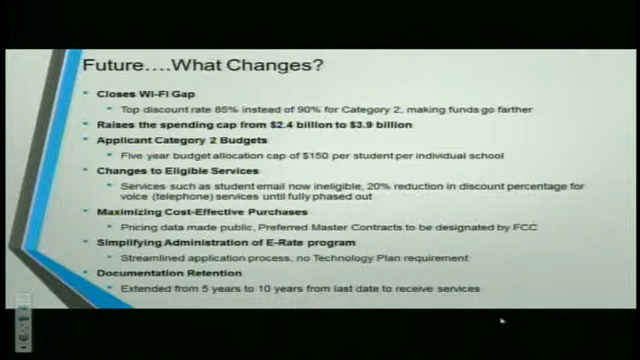 Future….What Changes?
Closes Wi-Fi Gap
Top discount rate 85% instead of 90% for Category 2, making funds go farther
Raises the spending cap from $2.4 billion to $3.9 billion
Applicant Category 2 Budgets
Five year budget allocation cap of $150 per student per individual school
Changes to Eligible Services
Services such as student email now ineligible, 20% reduction in discount percentage for
voice (telephone) services until fully phased out
Maximizing Cost-Effective Purchases
Pricing data made public, Preferred Master Contracts to be designated by FCC
Simplifying Administration of E-Rate program
Streamlined application process, no Technology Plan requirement
Documentation Retention
Extended from 5 years to 10 years from last date to receive services